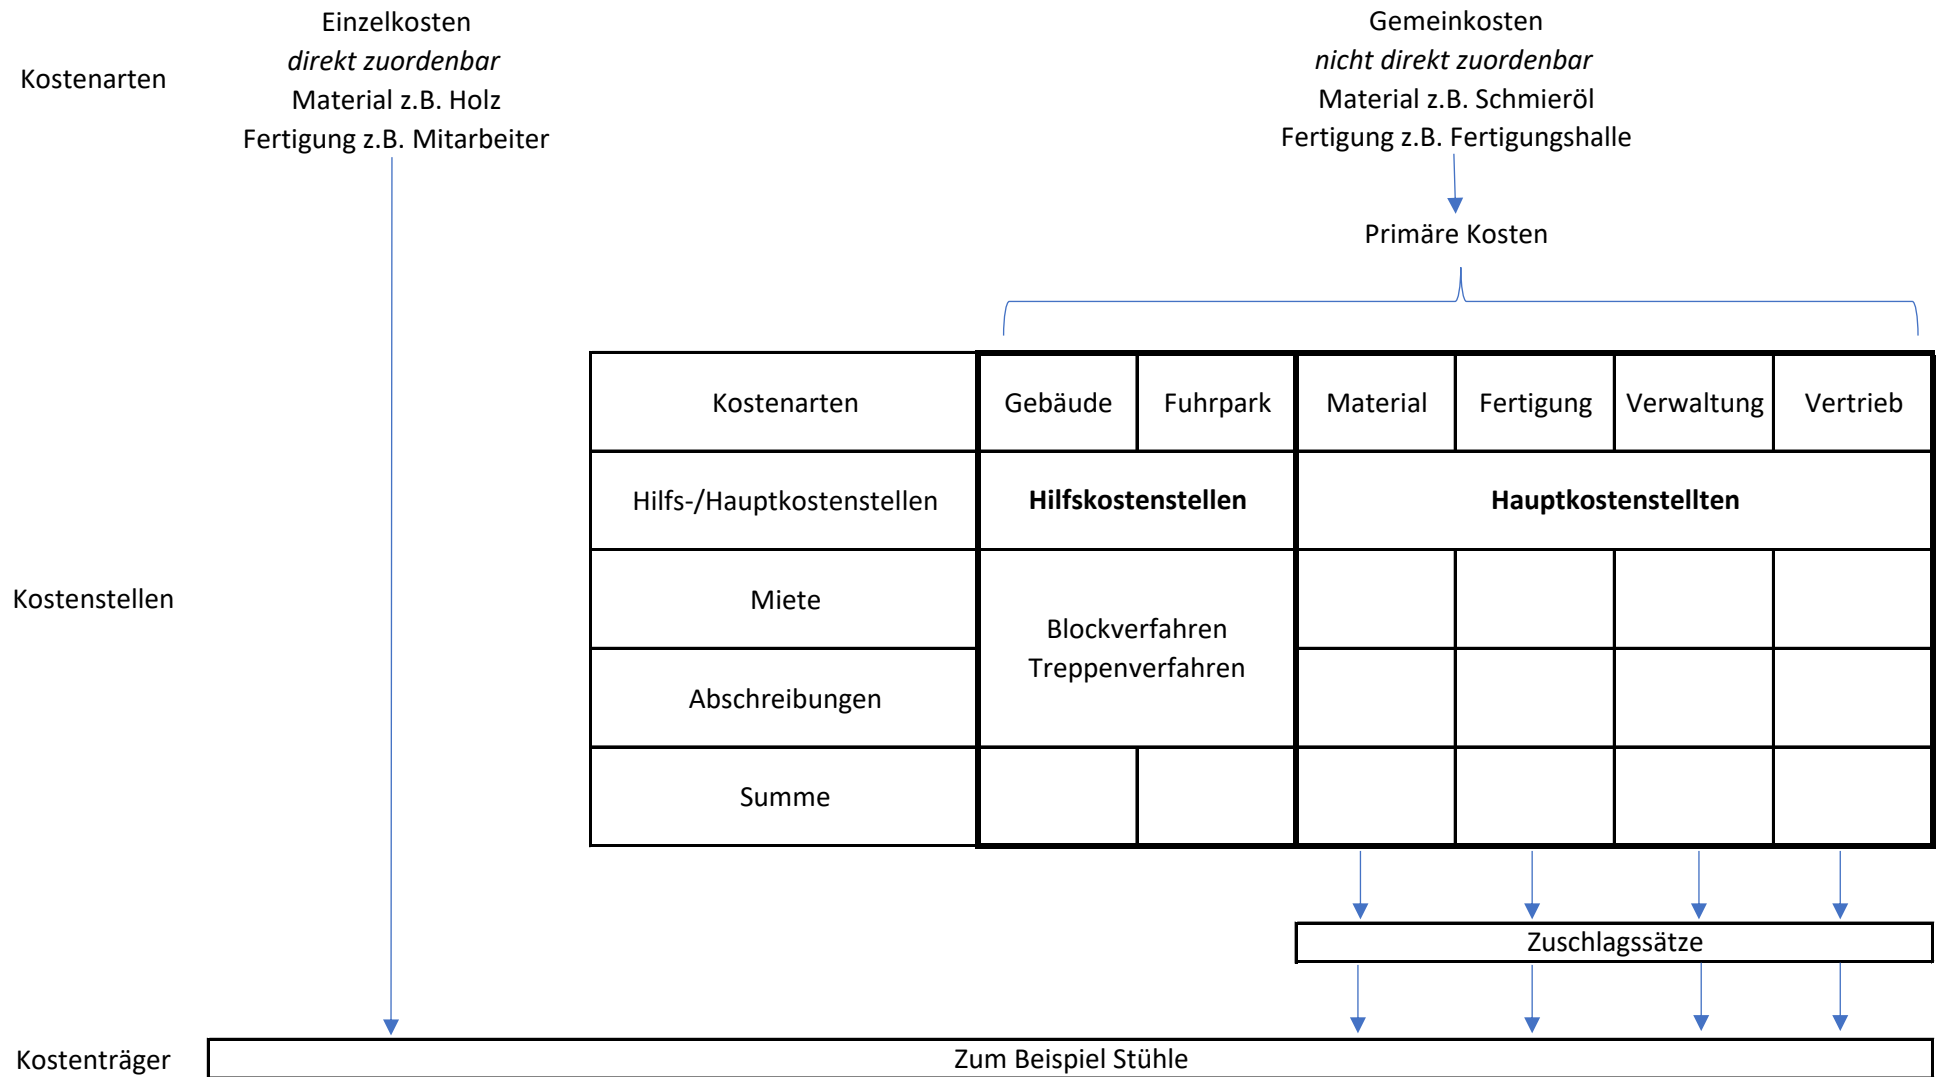 Einzelkosten
direkt zuordenbar
Material z.B. Holz
Fertigung z.B. Mitarbeiter
Gemeinkosten
nicht direkt zuordenbar
Material z.B. Schmieröl
Fertigung z.B. Fertigungshalle
Kostenarten
Primäre Kosten
Kostenarten
Gebäude
Fuhrpark
Material
Fertigung
Verwaltung
Vertrieb
Hilfs-/Hauptkostenstellen
Hilfskostenstellen
Hauptkostenstellten
Kostenstellen
Miete
Blockverfahren
Treppenverfahren
Abschreibungen
Summe
Zuschlagssätze
Kostenträger
Zum Beispiel Stühle